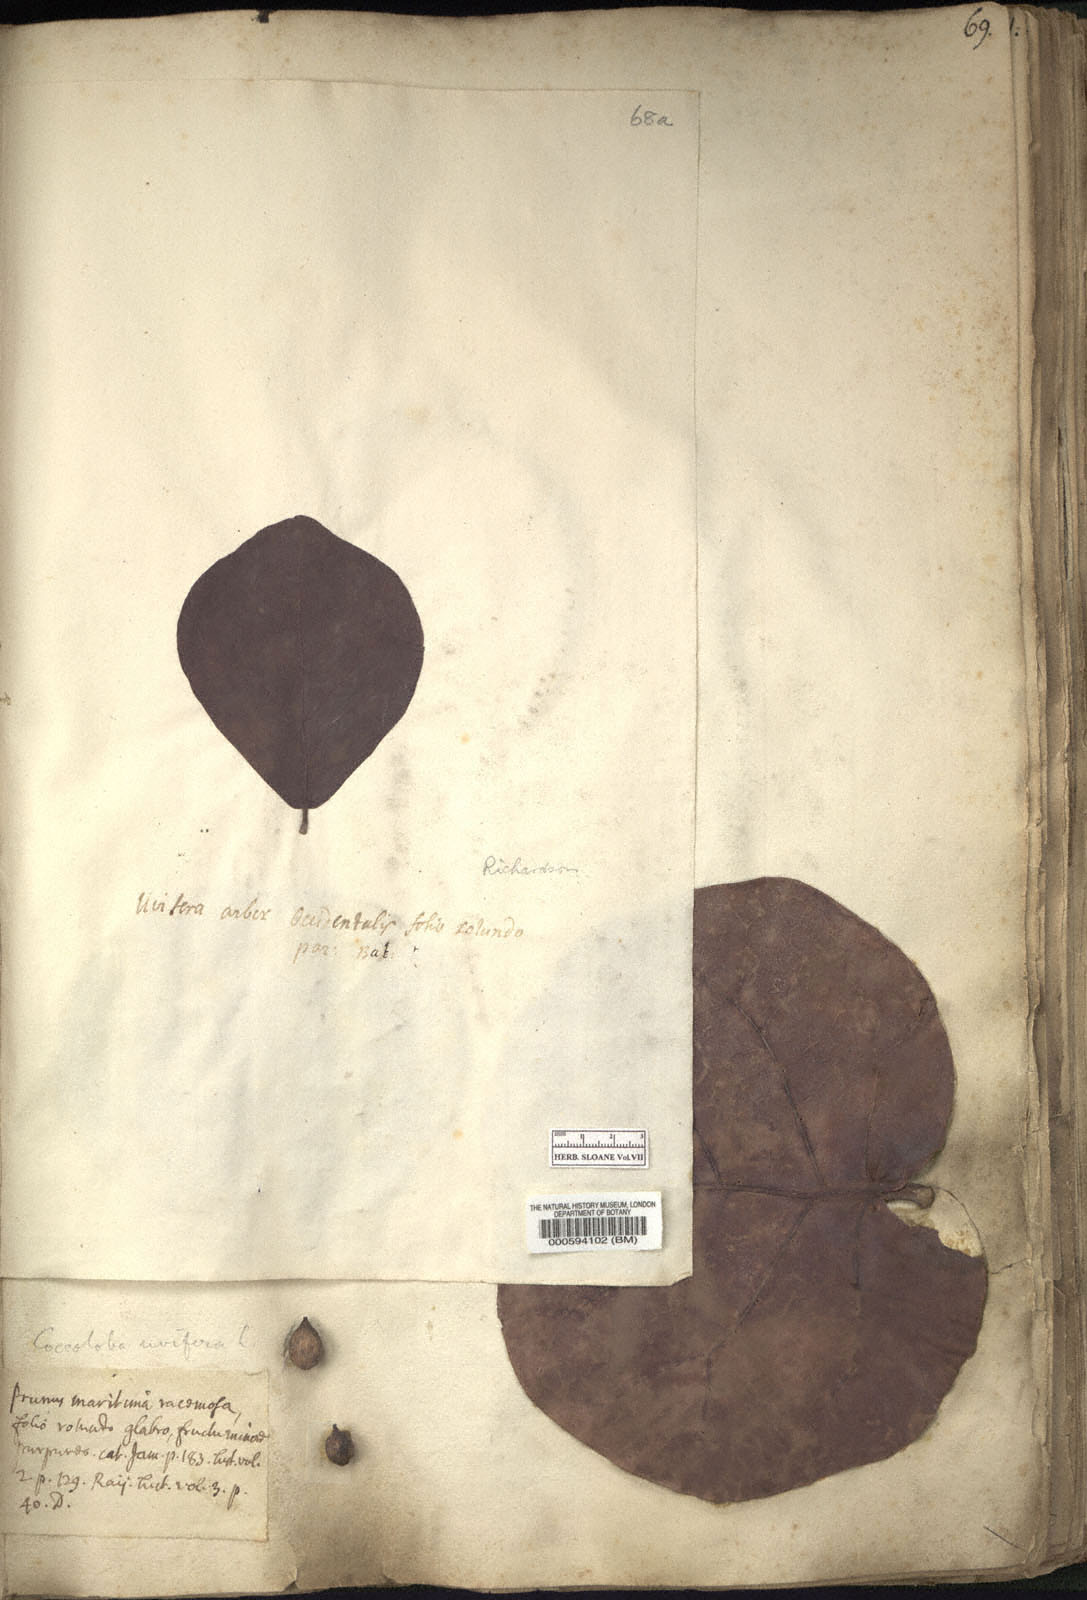 69.
68a
Richardson
Uvifera arbor Occidentalis folio rotundo
par: Bat:
HERB. SLOANE Vol.VII
THE NATURAL HISTORY MUSEUM, LONDON
DEPARTMENT OF BOTANY
000594102 (BM)
Coccoloba uvifera L.
Prunus maritima racemosa,
folio rotundo glabro, fructu minore
purpureo. cat. Jam. p. 183. hist. vol.
2. p. 129. Raij. hist. vol. 3. p.
40. D.